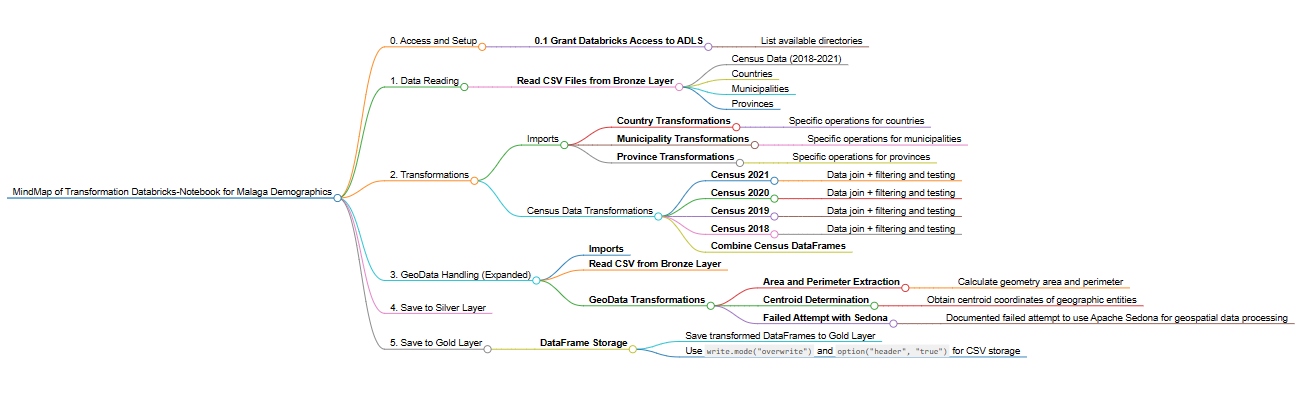 MindMap of Transformation Databricks-Notebook for Malaga Demographics
0. Access and Setup
0.1 Grant Databricks Access to ADLS
List available directories
1. Data Reading
Read CSV Files from Bronze Layer
Census Data (2018-2021)
Countries
Municipalities
Provinces
2. Transformations
Imports
Country Transformations
Specific operations for countries
Municipality Transformations
Specific operations for municipalities
Province Transformations
Specific operations for provinces
Census Data Transformations
Census 2021
Data join + filtering and testing
Census 2020
Data join + filtering and testing
Census 2019
Data join + filtering and testing
Census 2018
Data join + filtering and testing
Combine Census DataFrames
3. GeoData Handling (Expanded)
Imports
Read CSV from Bronze Layer
GeoData Transformations
Area and Perimeter Extraction
Calculate geometry area and perimeter
Centroid Determination
Obtain centroid coordinates of geographic entities
Failed Attempt with Sedona
Documented failed attempt to use Apache Sedona for geospatial data processing
4. Save to Silver Layer
5. Save to Gold Layer
DataFrame Storage
Save transformed DataFrames to Gold Layer
Use write.mode("overwrite") and option("header", "true") for CSV storage